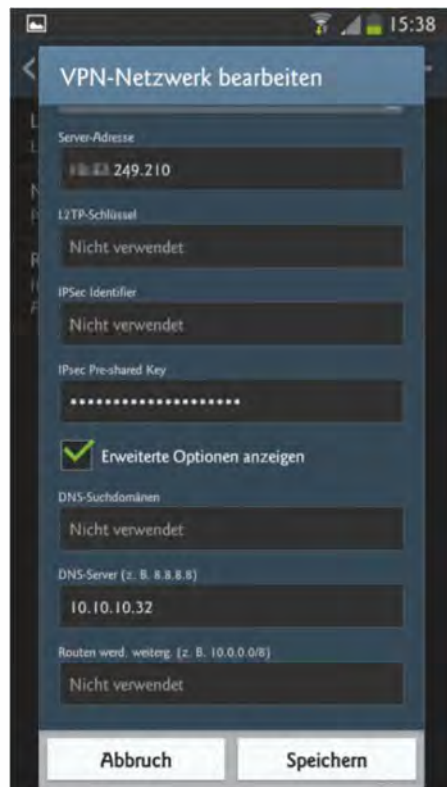 15:38
VPN-Netzwerk bearbeiten
Server-Adresse
249.210
L2TP-Schlüssel
Nicht verwendet
IPSec Identifier
Nicht verwendet
IPsec Pre-shared Key
••••••••••••••••••••
Erweiterte Optionen anzeigen
DNS-Suchdomänen
Nicht verwendet
DNS-Server (z. B. 8.8.8.8)
10.10.10.32
Routen werd. weiterg. (z. B. 10.0.0.0/8)
Nicht verwendet
Abbruch
Speichern